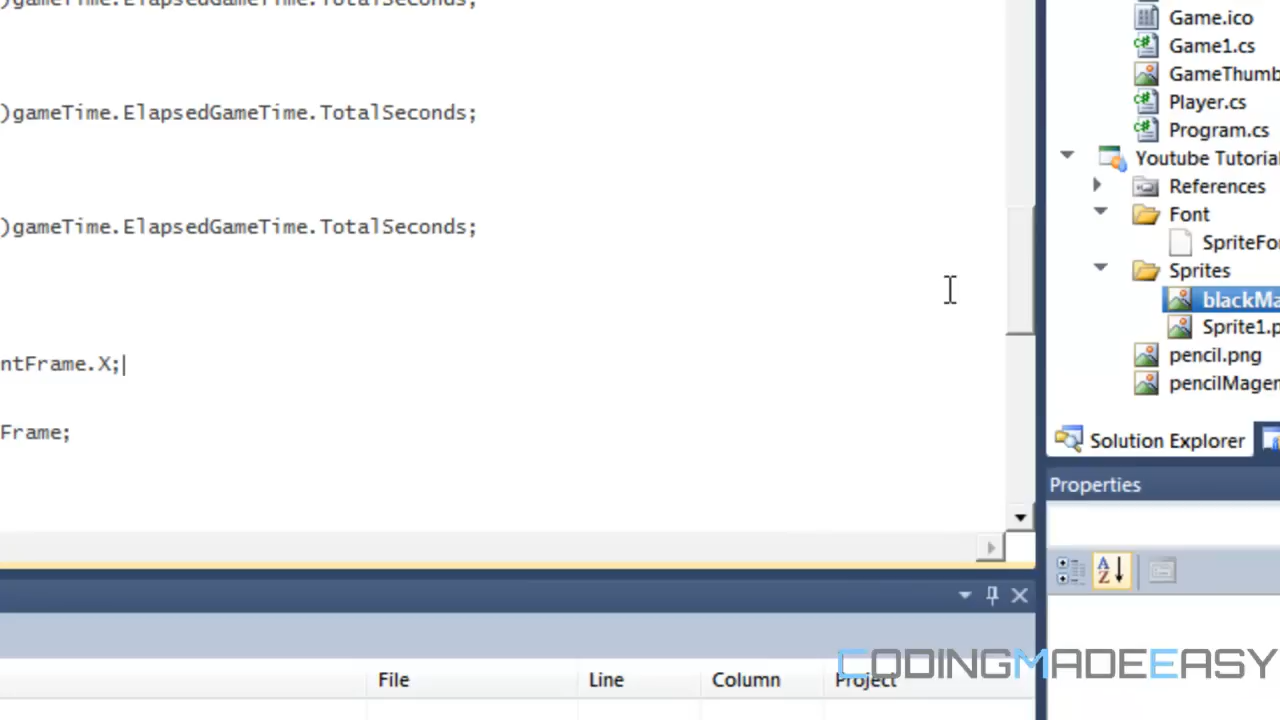 )gameTime.ElapsedGameTime.TotalSeconds;
)gameTime.ElapsedGameTime.TotalSeconds;
)gameTime.ElapsedGameTime.TotalSeconds;
ntFrame.X;
Frame;
Game.ico
Game1.cs
GameThumb
Player.cs
Program.cs
Youtube Tutorial
References
Font
SpriteFo
Sprites
blackMa
Sprite1.p
pencil.png
pencilMagen
Solution Explorer
Properties
File Line Column Project
CODINGMADEEASY